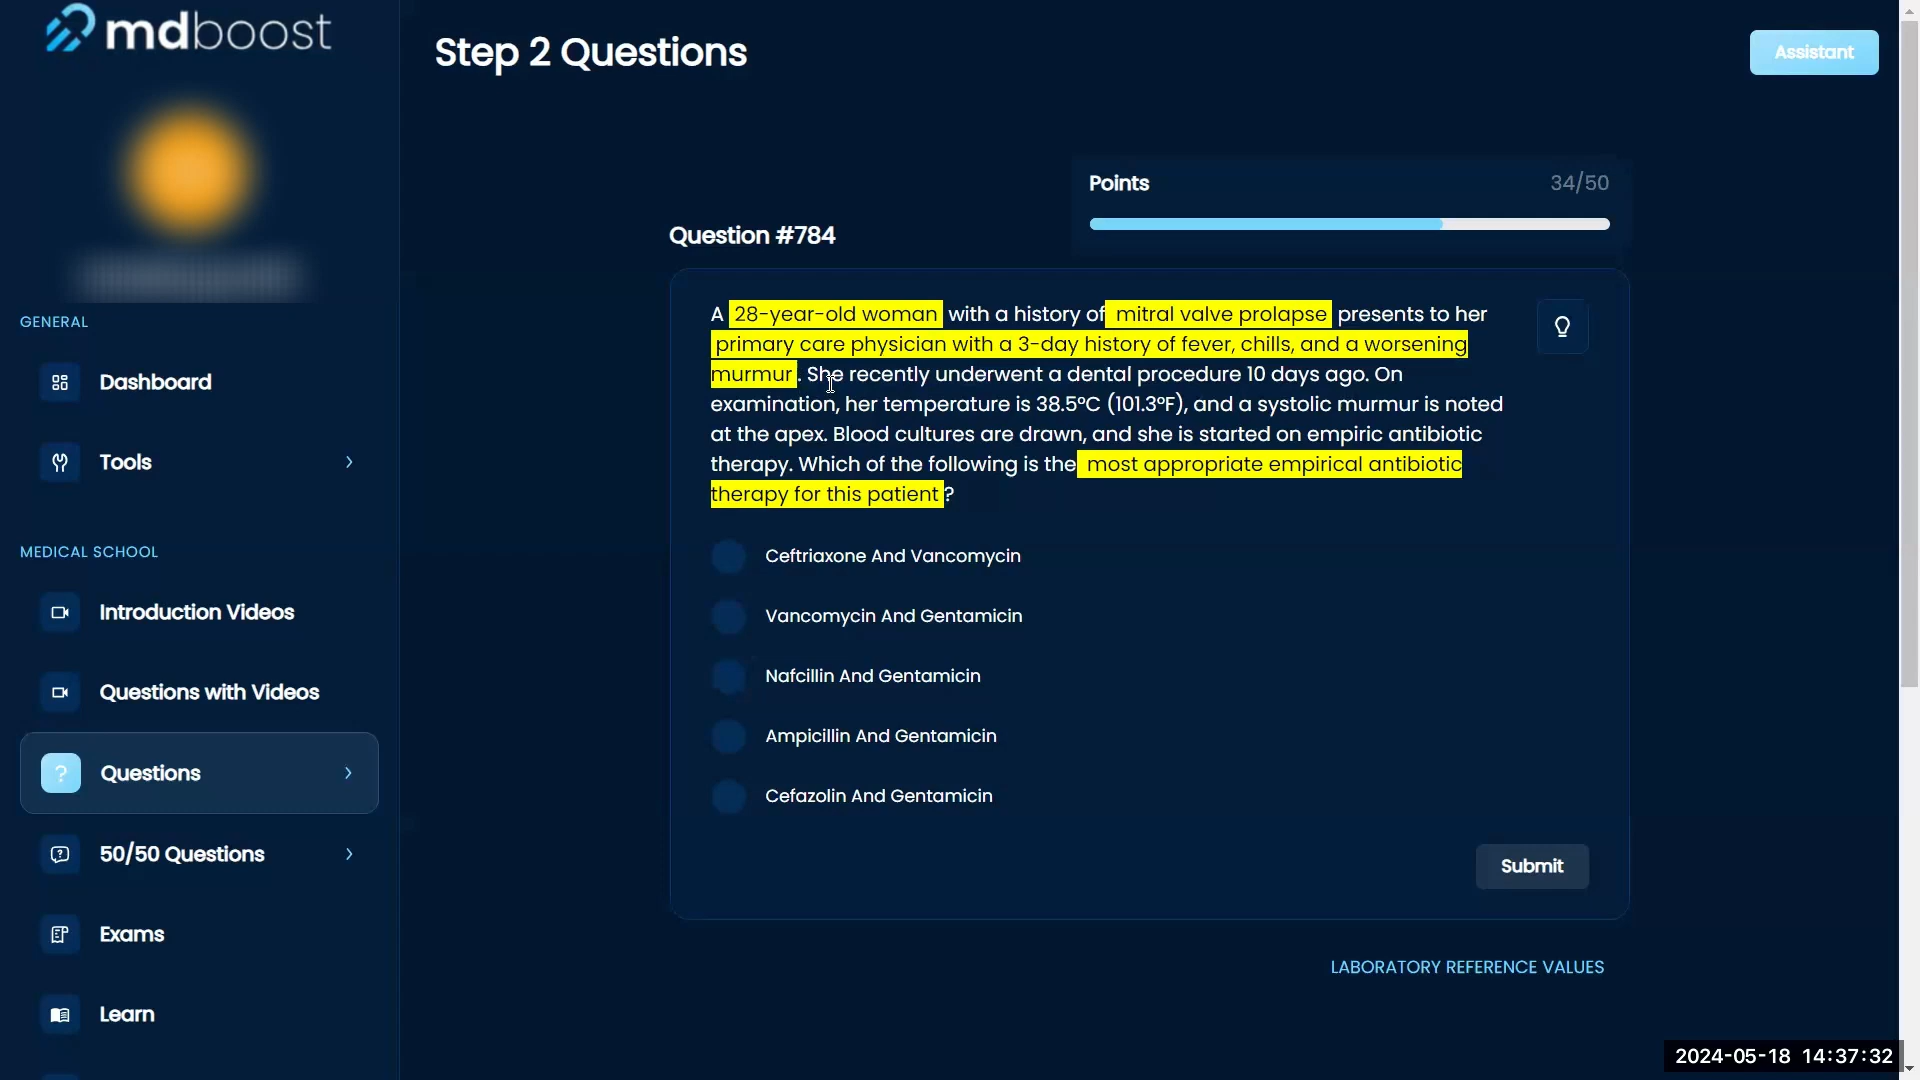 mdboost
Step 2 Questions
Assistant
Points
34/50
Question #784
A 28-year-old woman with a history of mitral valve prolapse presents to her
primary care physician with a 3-day history of fever, chills, and a worsening
murmur . She recently underwent a dental procedure 10 days ago. On
examination, her temperature is 38.5°C (101.3°F), and a systolic murmur is noted
at the apex. Blood cultures are drawn, and she is started on empiric antibiotic
therapy. Which of the following is the most appropriate empirical antibiotic
therapy for this patient ?
Ceftriaxone And Vancomycin
Vancomycin And Gentamicin
Nafcillin And Gentamicin
Ampicillin And Gentamicin
Cefazolin And Gentamicin
Submit
LABORATORY REFERENCE VALUES
GENERAL
Dashboard
Tools
MEDICAL SCHOOL
Introduction Videos
Questions with Videos
Questions
50/50 Questions
Exams
Learn
2024-05-18 14:37:32